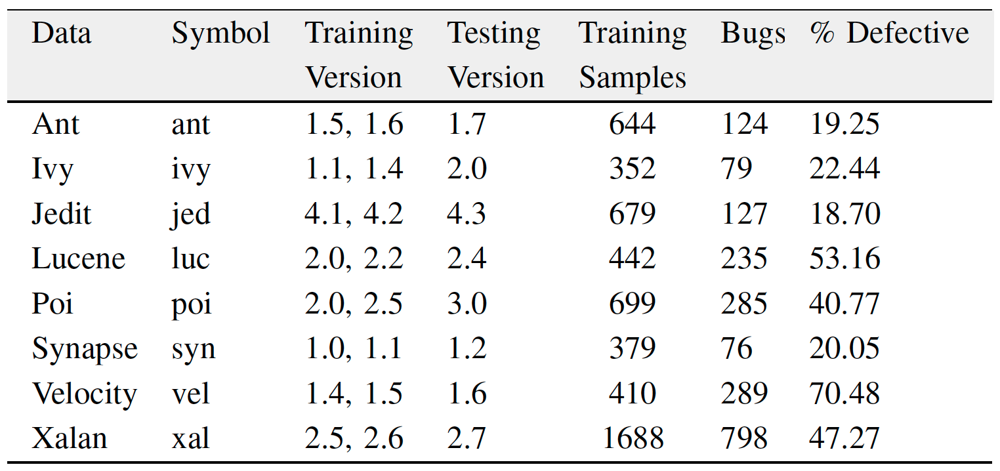 Data Symbol Training Testing Training Bugs % Defective
Version Version Samples
Ant ant 1.5, 1.6 1.7 644 124 19.25
Ivy ivy 1.1, 1.4 2.0 352 79 22.44
Jedit jed 4.1, 4.2 4.3 679 127 18.70
Lucene luc 2.0, 2.2 2.4 442 235 53.16
Poi poi 2.0, 2.5 3.0 699 285 40.77
Synapse syn 1.0, 1.1 1.2 379 76 20.05
Velocity vel 1.4, 1.5 1.6 410 289 70.48
Xalan xal 2.5, 2.6 2.7 1688 798 47.27